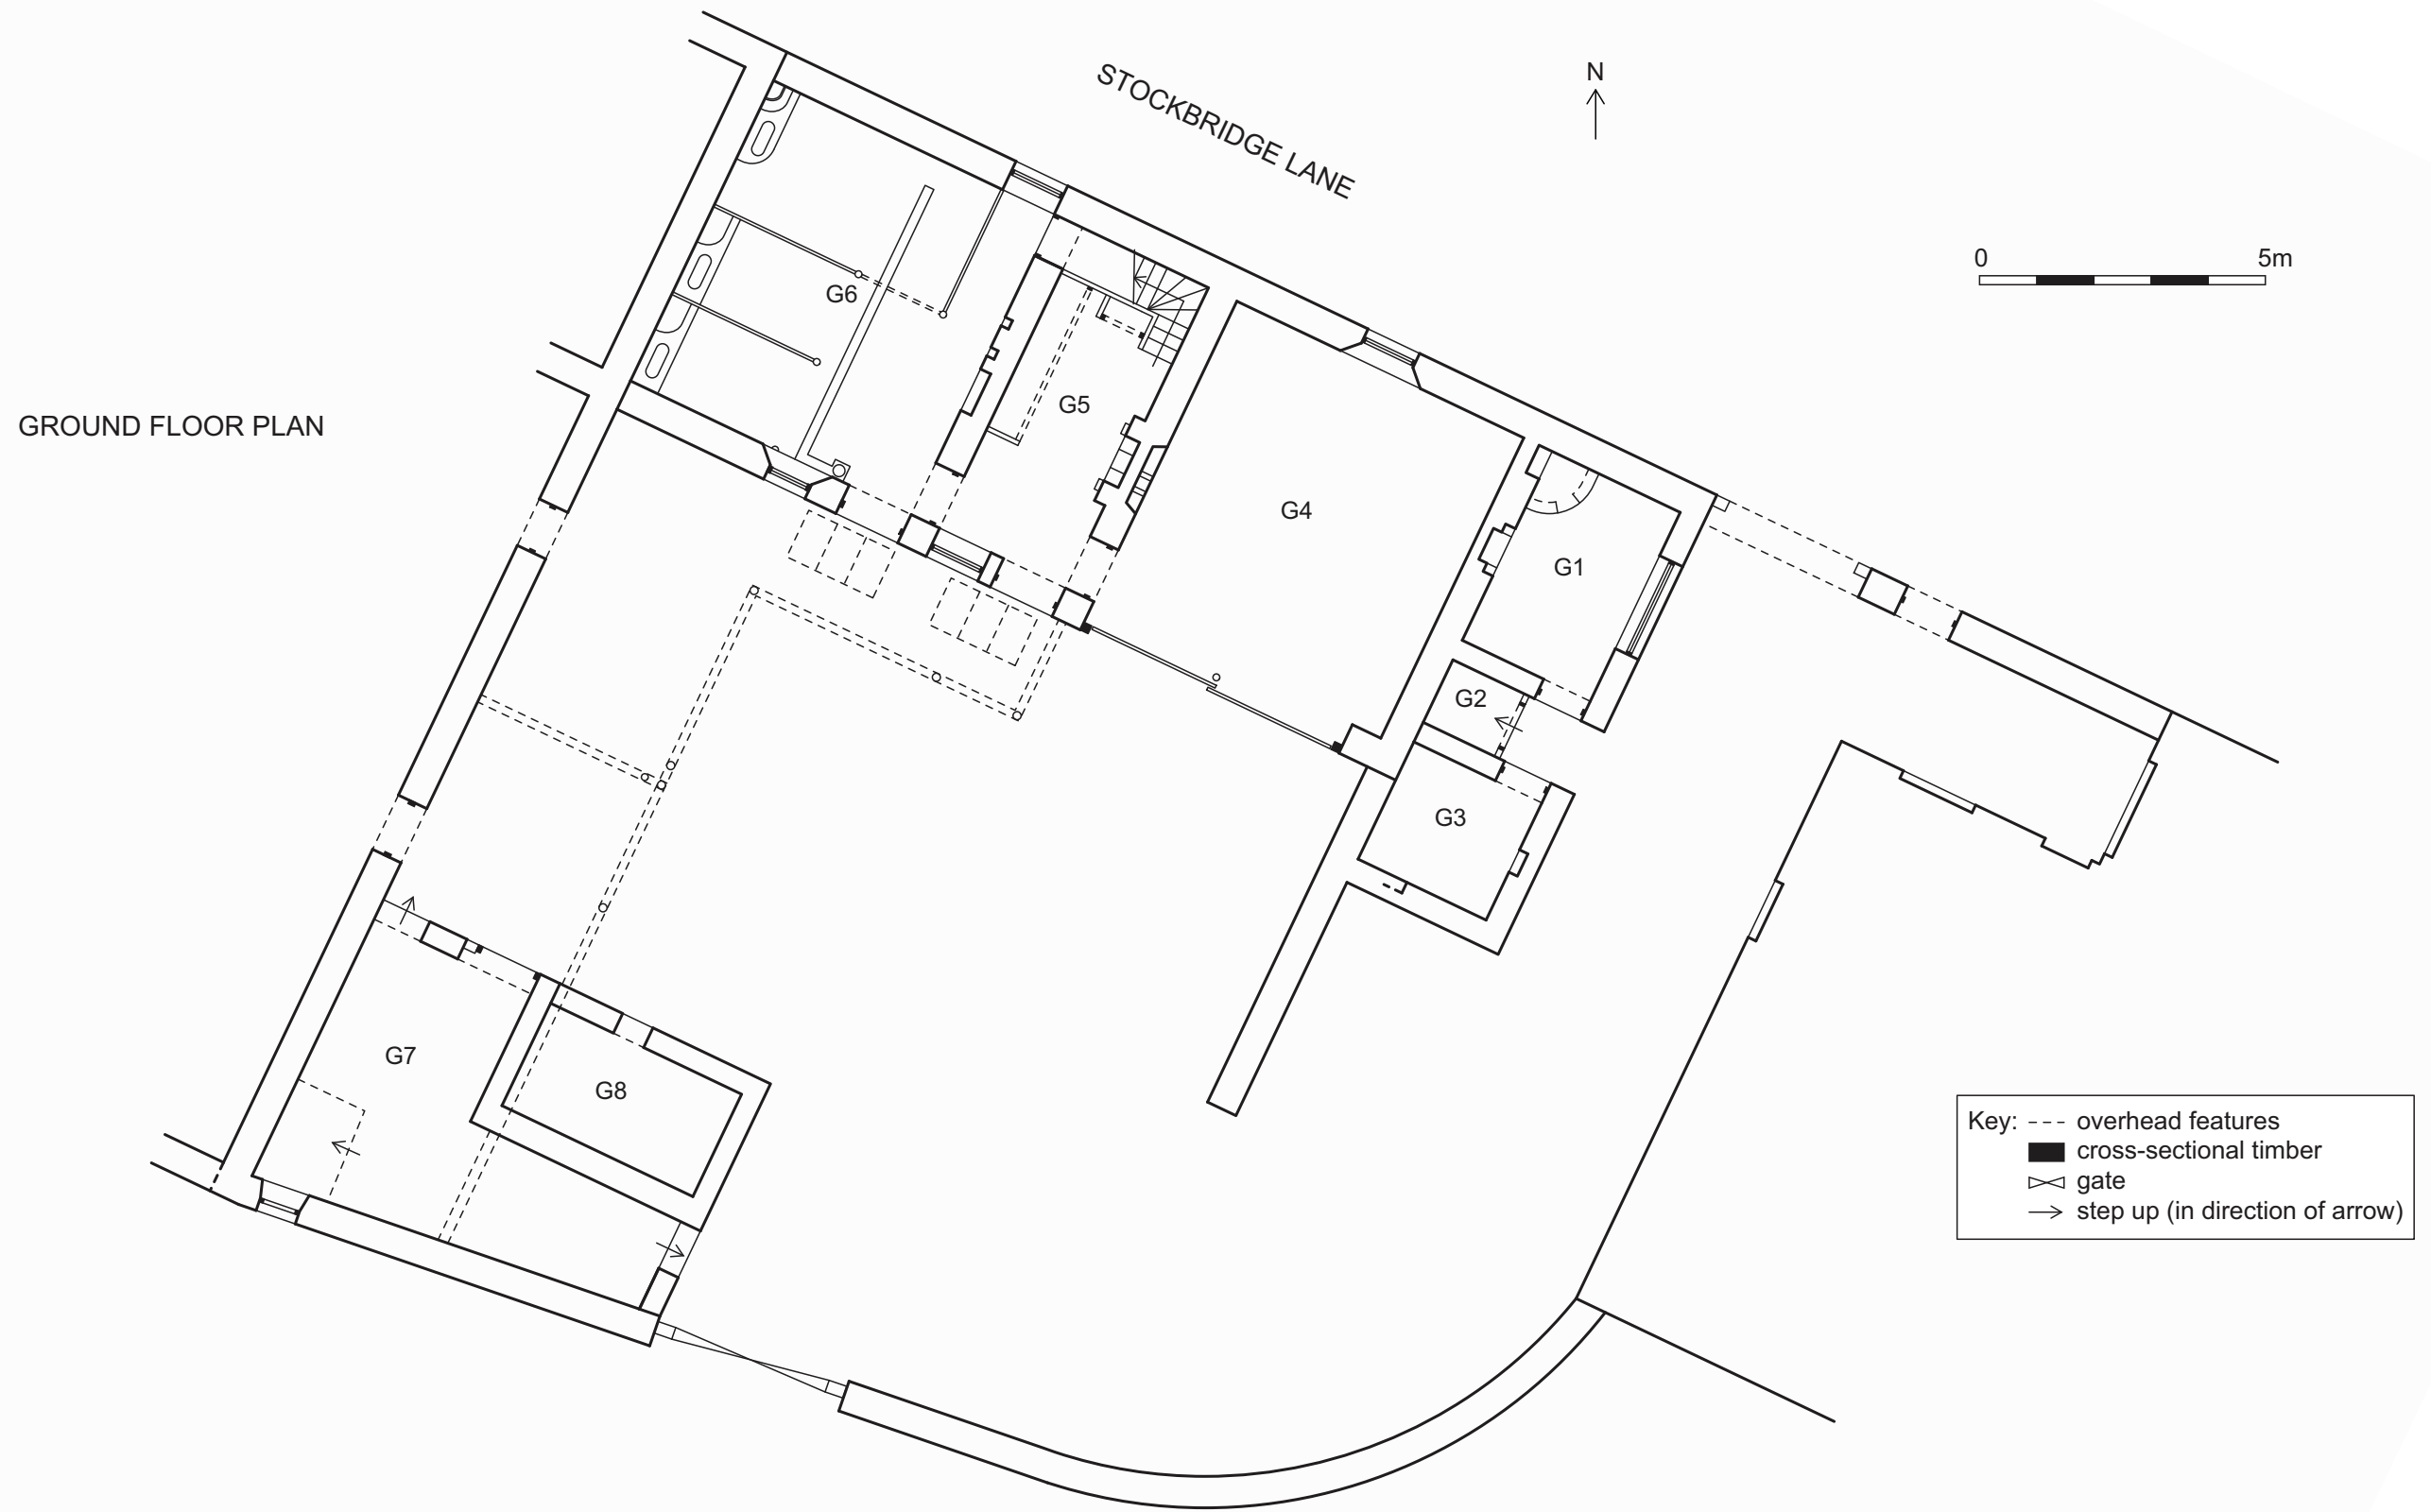 STOCKBRIDGE LANE
N
0 5m
G6
G5
GROUND FLOOR PLAN
G4
G1
G2
G3
G7
G8
Key: overhead features
cross-sectional timber
gate
step up (in direction of arrow)